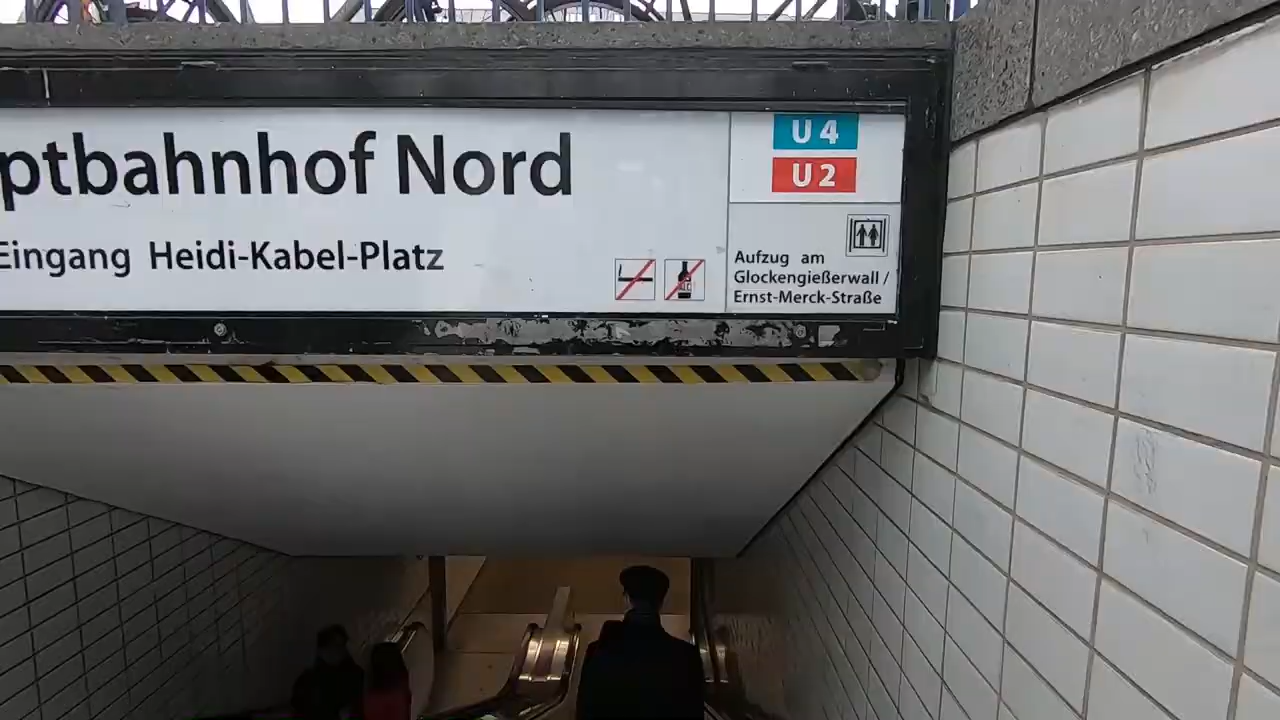 ptbahnhof Nord
Eingang Heidi-Kabel-Platz
U4
U2
Aufzug am
Glockengießerwall /
Ernst-Merck-Straße